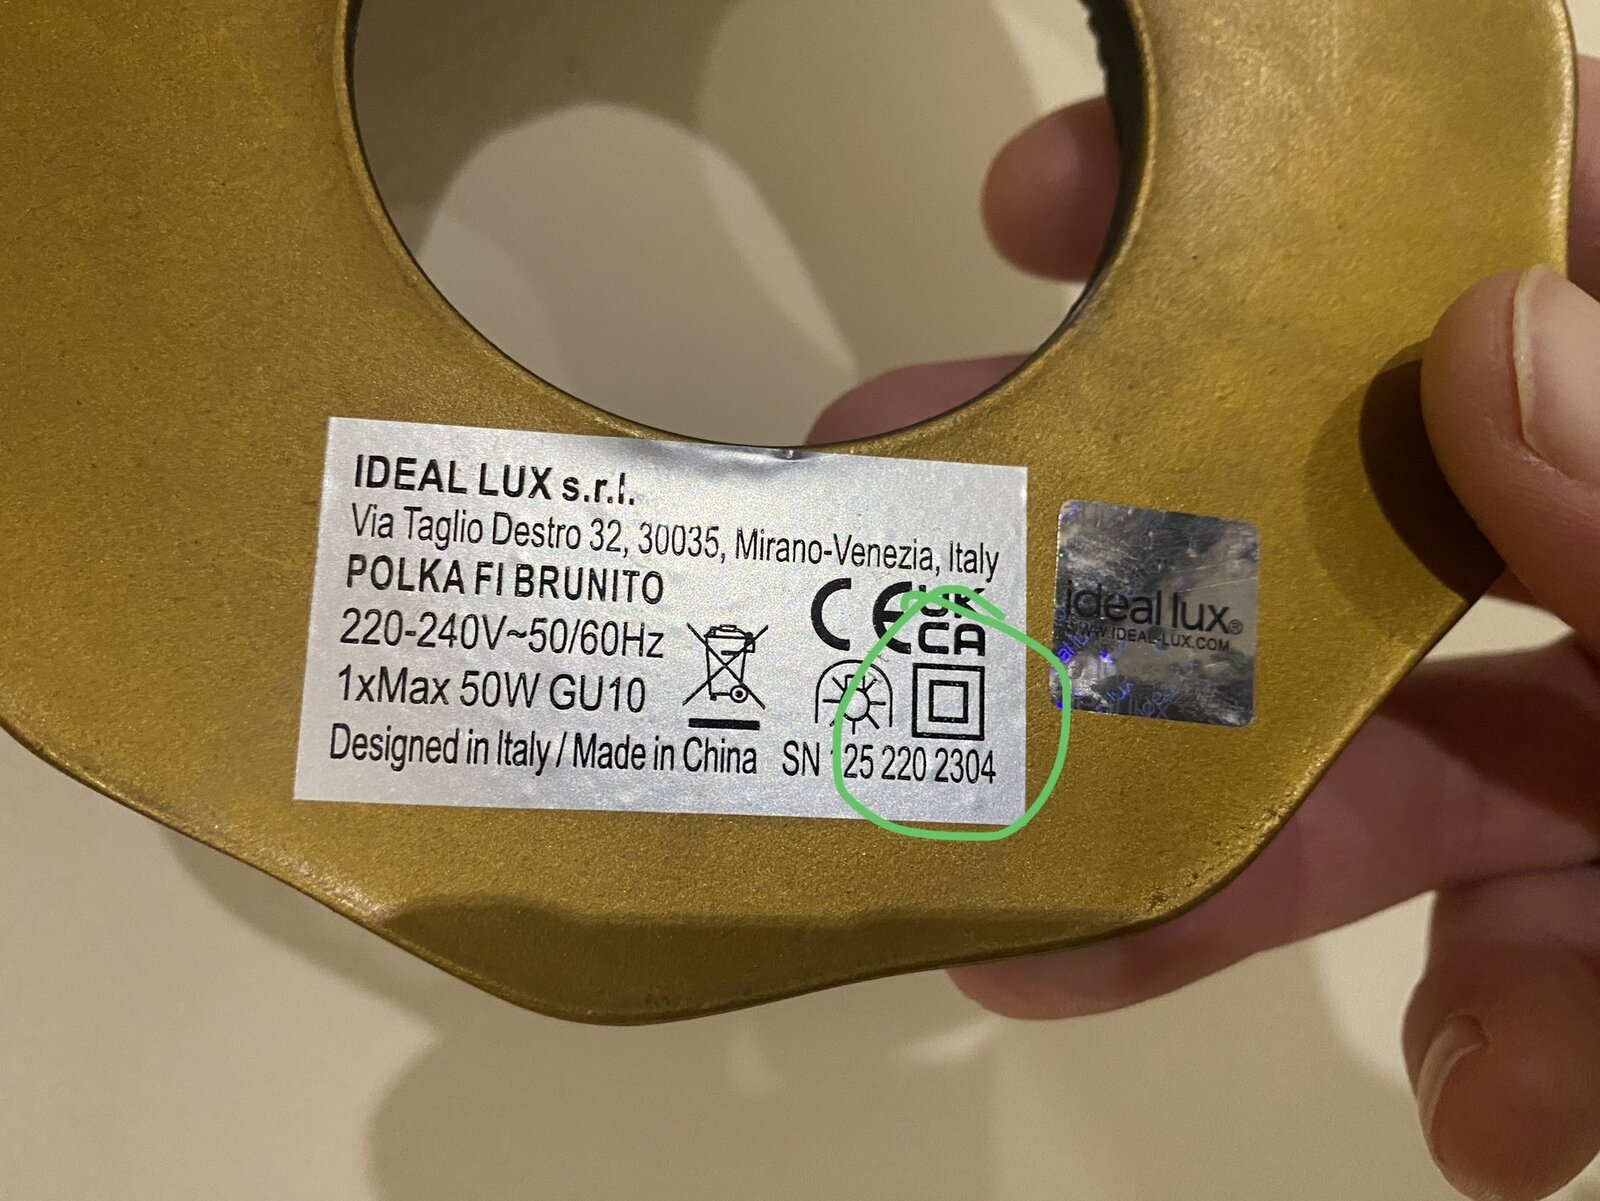 IDEAL LUX s.r.l.
Via Taglio Destro 32, 30035, Mirano-Venezia, Italy
POLKA FI BRUNITO
CE UK
CA
220-240V~50/60Hz
1xMax 50W GU10
Designed in Italy / Made in China SN 125 220 2304
ideal lux®
WWW.IDEAL-LUX.COM